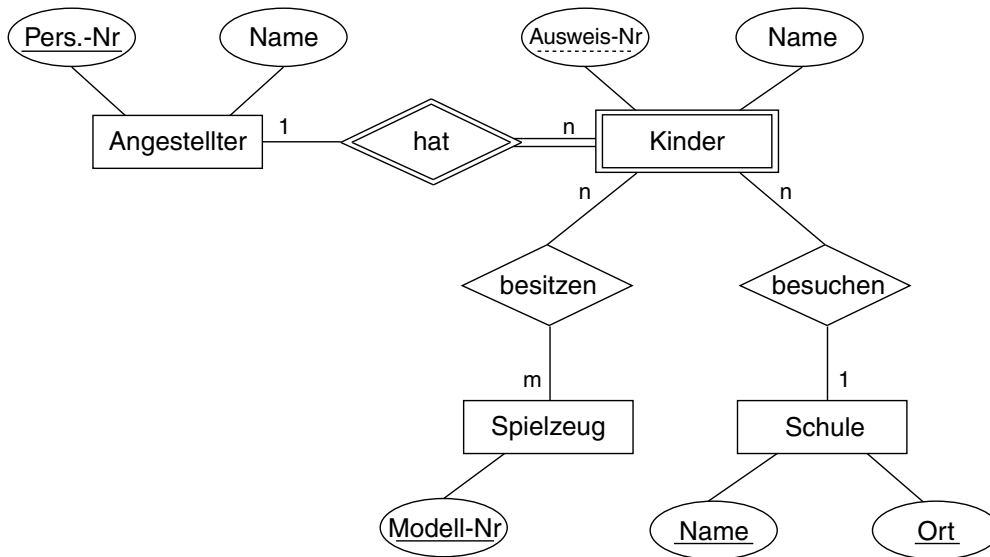 Pers.-Nr
Name
Ausweis-Nr
Name
Angestellter
1
hat
n
Kinder
n
n
besitzen
besuchen
m
1
Spielzeug
Schule
Modell-Nr
Name
Ort